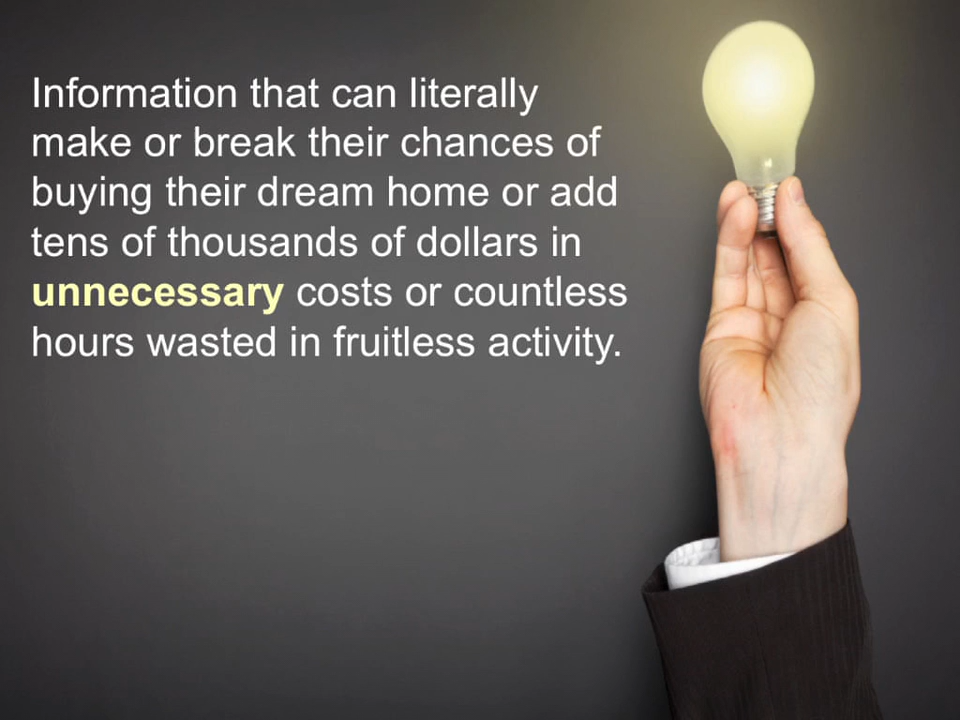 Information that can literally
make or break their chances of
buying their dream home or add
tens of thousands of dollars in
unnecessary costs or countless
hours wasted in fruitless activity.